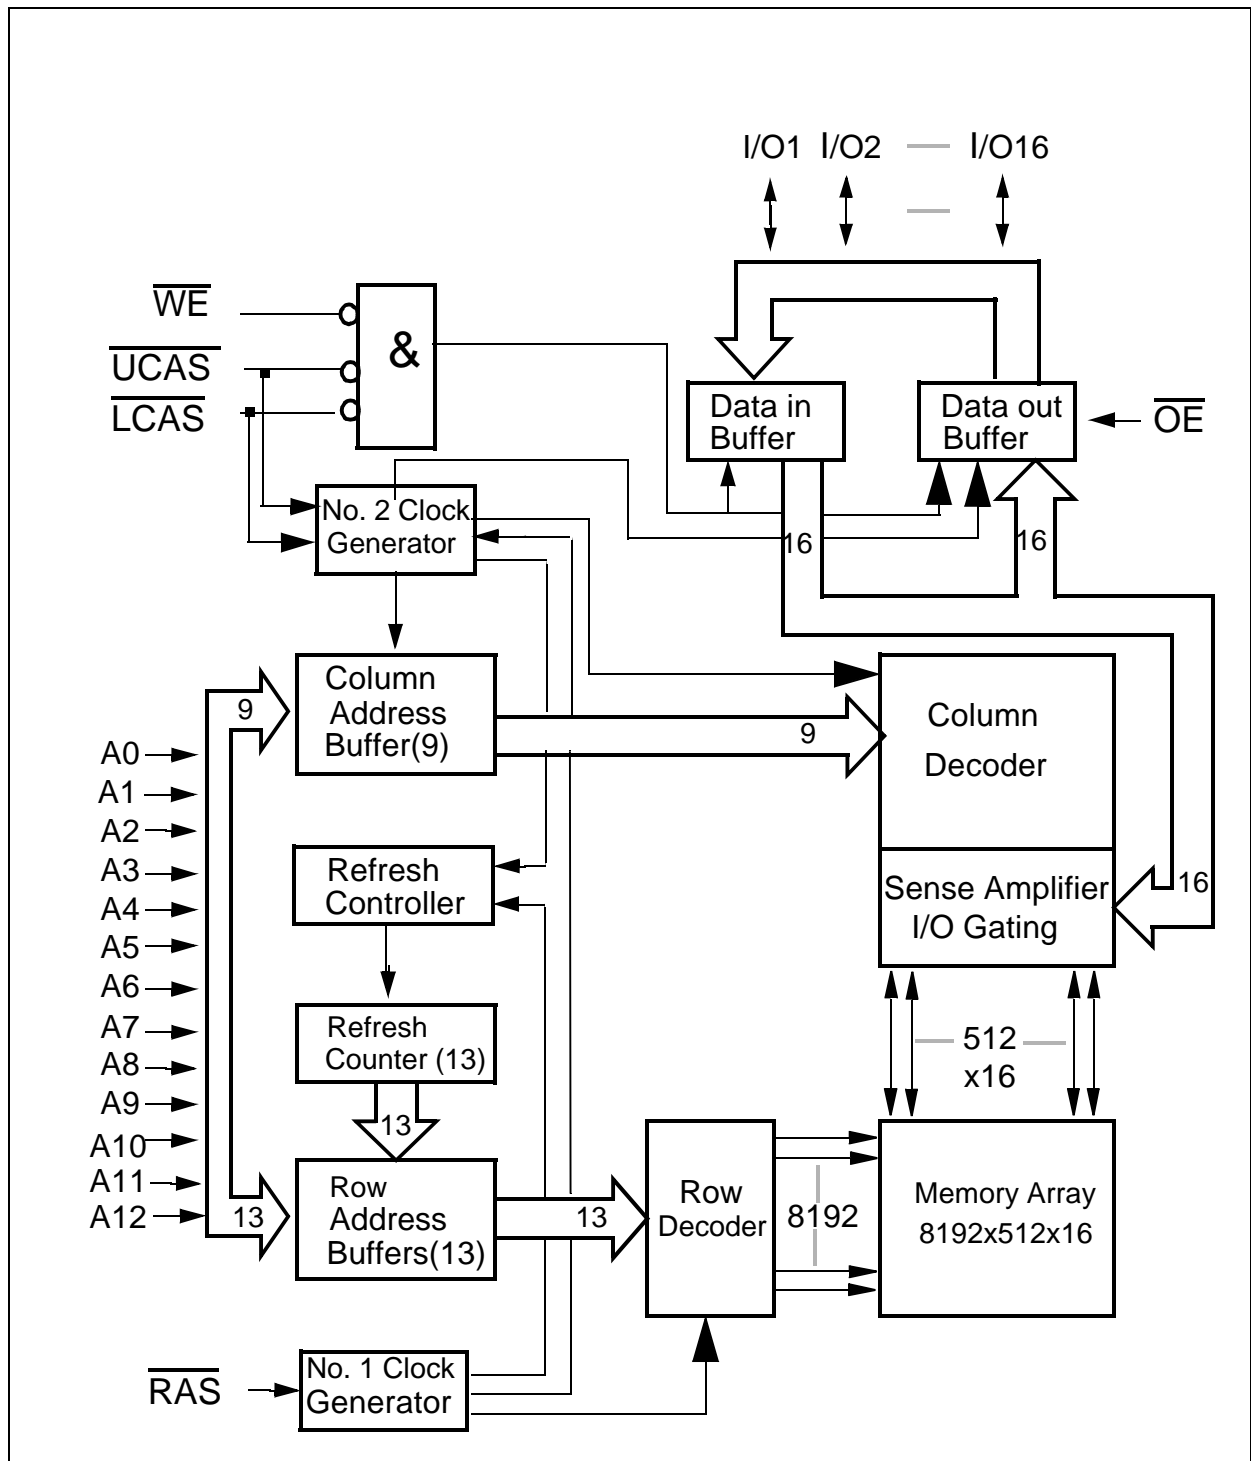 I/O1 I/O2 I/O16
WE
UCAS
LCAS
&
Data in
Buffer
Data out
Buffer
OE
No. 2 Clock
Generator
16
16
Column
Address
Buffer(9)
9
9
Column
Decoder
A0
A1
A2
A3
A4
A5
A6
A7
A8
A9
A10
A11
A12
Refresh
Controller
Sense Amplifier
I/O Gating
16
Refresh
Counter (13)
512
x16
13
Row
Address
Buffers(13)
13
13
Row
Decoder
8192
Memory Array
8192x512x16
RAS
No. 1 Clock
Generator